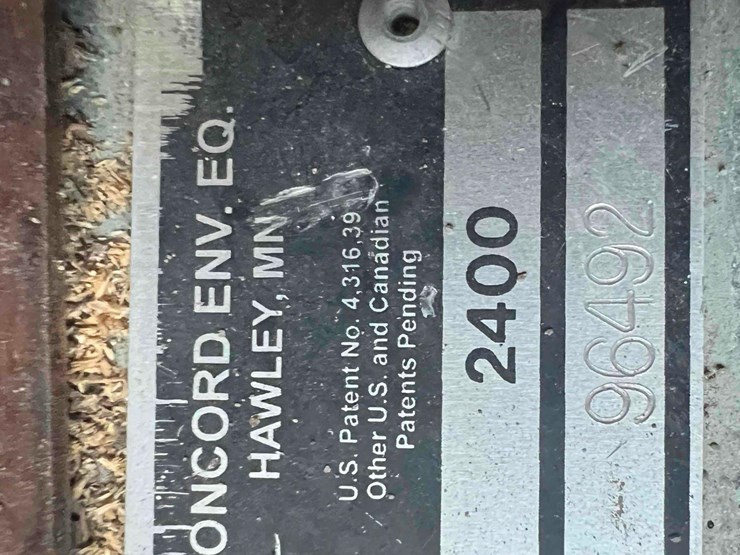 ONCORD ENV. EQ.
HAWLEY, MN
U.S. Patent No. 4,316,39
Other U.S. and Canadian
Patents Pending
2400
96492